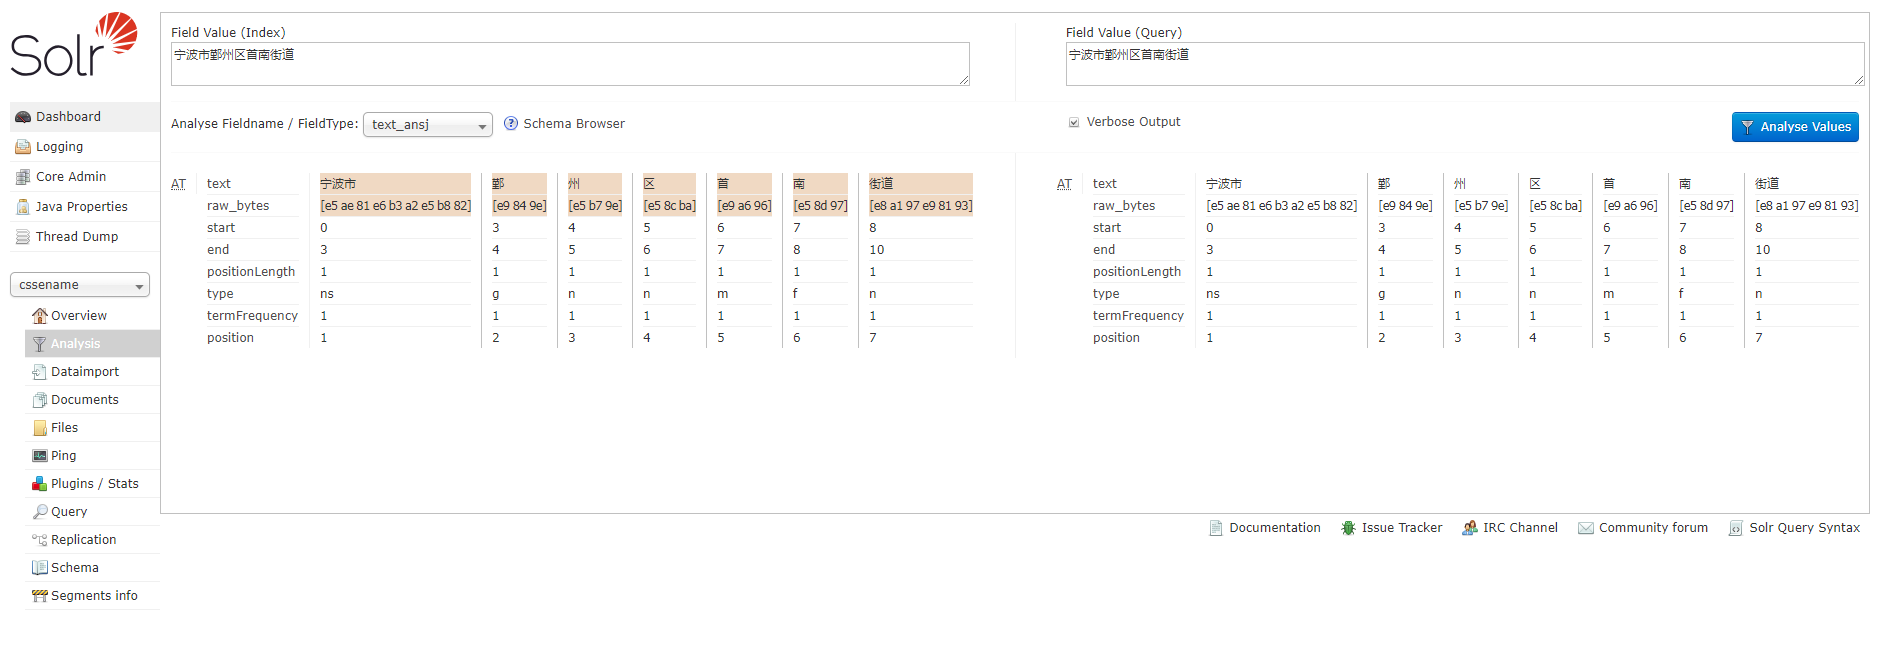 Solr
Dashboard
Logging
Core Admin
Java Properties
Thread Dump
cssename
Overview
Analysis
Dataimport
Documents
Files
Ping
Plugins / Stats
Query
Replication
Schema
Segments info
Field Value (Index)
宁波市鄞州区首南街道
Field Value (Query)
宁波市鄞州区首南街道
Analyse Fieldname / FieldType: text_ansj Schema Browser
Verbose Output
Analyse Values
AT text 宁波市 鄞 州 区 首 南 街道
raw_bytes [e5 ae 81 e6 b3 a2 e5 b8 82] [e9 84 9e] [e5 b7 9e] [e5 8c ba] [e9 a6 96] [e5 8d 97] [e8 a1 97 e9 81 93]
start 0 3 4 5 6 7 8
end 3 4 5 6 7 8 10
positionLength 1 1 1 1 1 1 1
type ns g n n m f n
termFrequency 1 1 1 1 1 1 1
position 1 2 3 4 5 6 7
AT text 宁波市 鄞 州 区 首 南 街道
raw_bytes [e5 ae 81 e6 b3 a2 e5 b8 82] [e9 84 9e] [e5 b7 9e] [e5 8c ba] [e9 a6 96] [e5 8d 97] [e8 a1 97 e9 81 93]
start 0 3 4 5 6 7 8
end 3 4 5 6 7 8 10
positionLength 1 1 1 1 1 1 1
type ns g n n m f n
termFrequency 1 1 1 1 1 1 1
position 1 2 3 4 5 6 7
Documentation Issue Tracker IRC Channel Community forum Solr Query Syntax